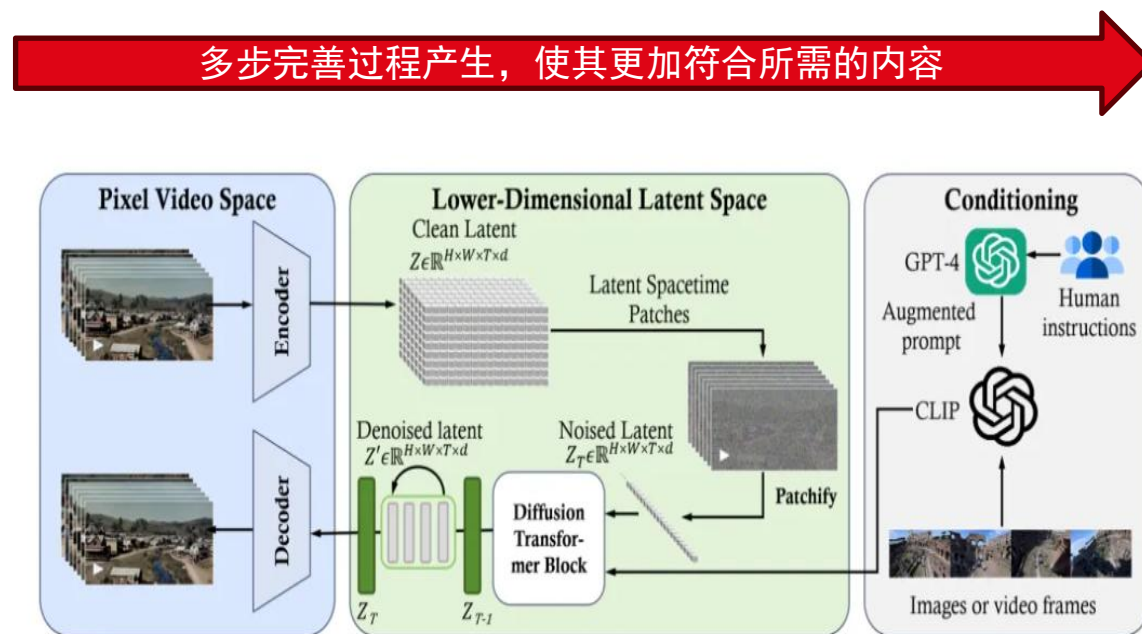 多步完善过程产生，使其更加符合所需的内容
Pixel Video Space
Encoder
Decoder
Lower-Dimensional Latent Space
Clean Latent
Z∈ℝ^{H×W×T×d}
Latent Spacetime
Patches
Denoised latent
Z'∈ℝ^{H×W×T×d}
Noised Latent
Z_T∈ℝ^{H×W×T×d}
Patchify
Diffusion
Transfor-
mer Block
Z_T
Z_{T-1}
Conditioning
GPT-4
Augmented
prompt
Human
instructions
CLIP
Images or video frames